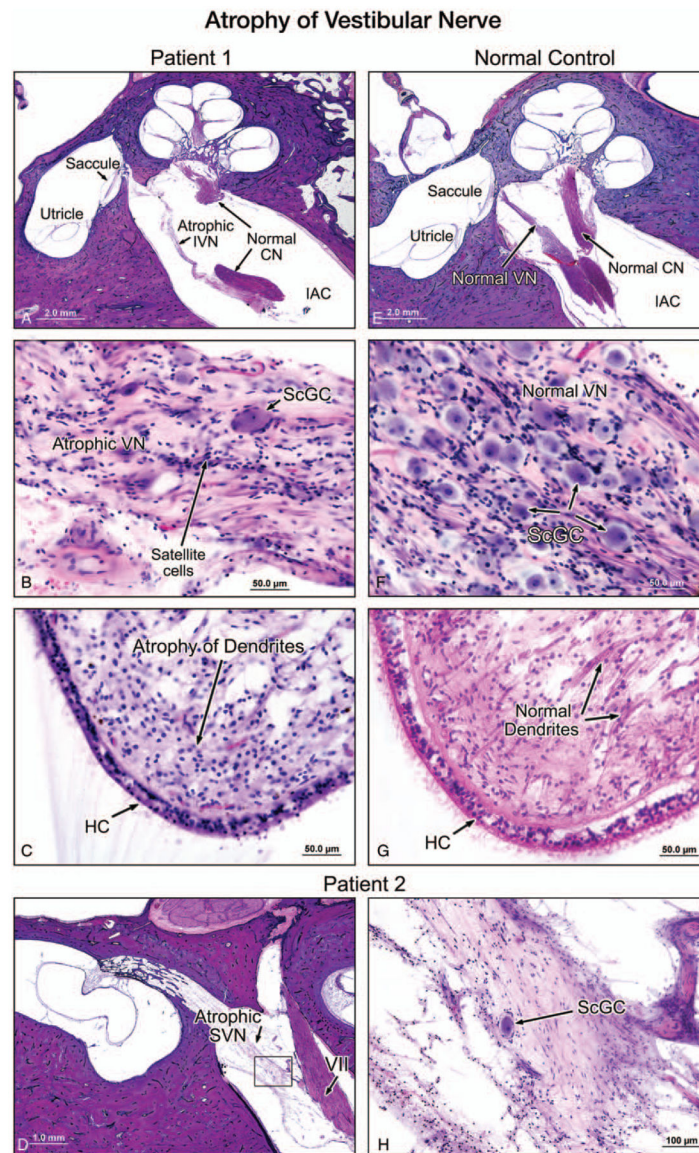 Atrophy of Vestibular Nerve
Patient 1
Normal Control
Saccule
Utricle
Atrophic
IVN
Normal
CN
IAC
A
2.0 mm
Saccule
Utricle
Normal VN
Normal CN
IAC
E
2.0 mm
ScGC
Atrophic VN
Satellite
cells
B
50.0 µm
Normal VN
ScGC
F
50.0 µm
Atrophy of Dendrites
HC
C
50.0 µm
Normal
Dendrites
HC
G
50.0 µm
Patient 2
Atrophic
SVN
VII
D
1.0 mm
ScGC
H
100 µm